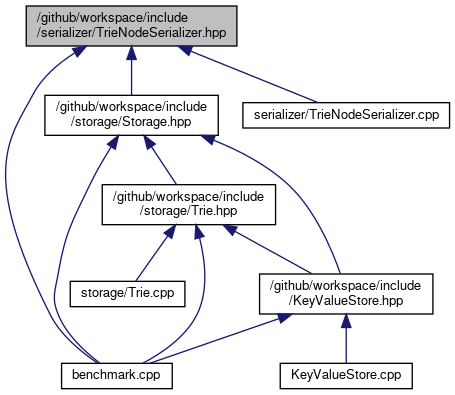 /github/workspace/include
/serializer/TrieNodeSerializer.hpp
/github/workspace/include
/storage/Storage.hpp
serializer/TrieNodeSerializer.cpp
/github/workspace/include
/storage/Trie.hpp
storage/Trie.cpp
/github/workspace/include
/KeyValueStore.hpp
benchmark.cpp
KeyValueStore.cpp